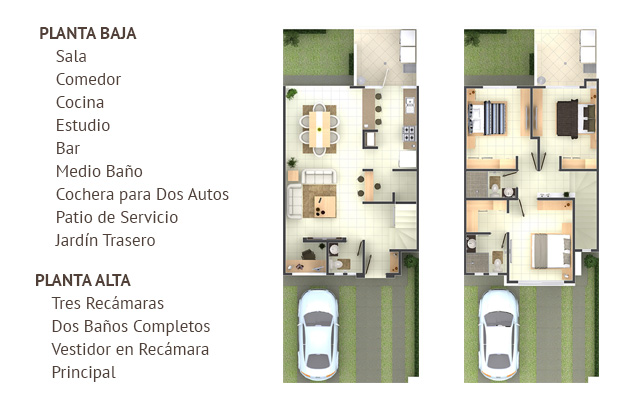 PLANTA BAJA
Sala
Comedor
Cocina
Estudio
Bar
Medio Baño
Cochera para Dos Autos
Patio de Servicio
Jardín Trasero
PLANTA ALTA
Tres Recámaras
Dos Baños Completos
Vestidor en Recámara
Principal